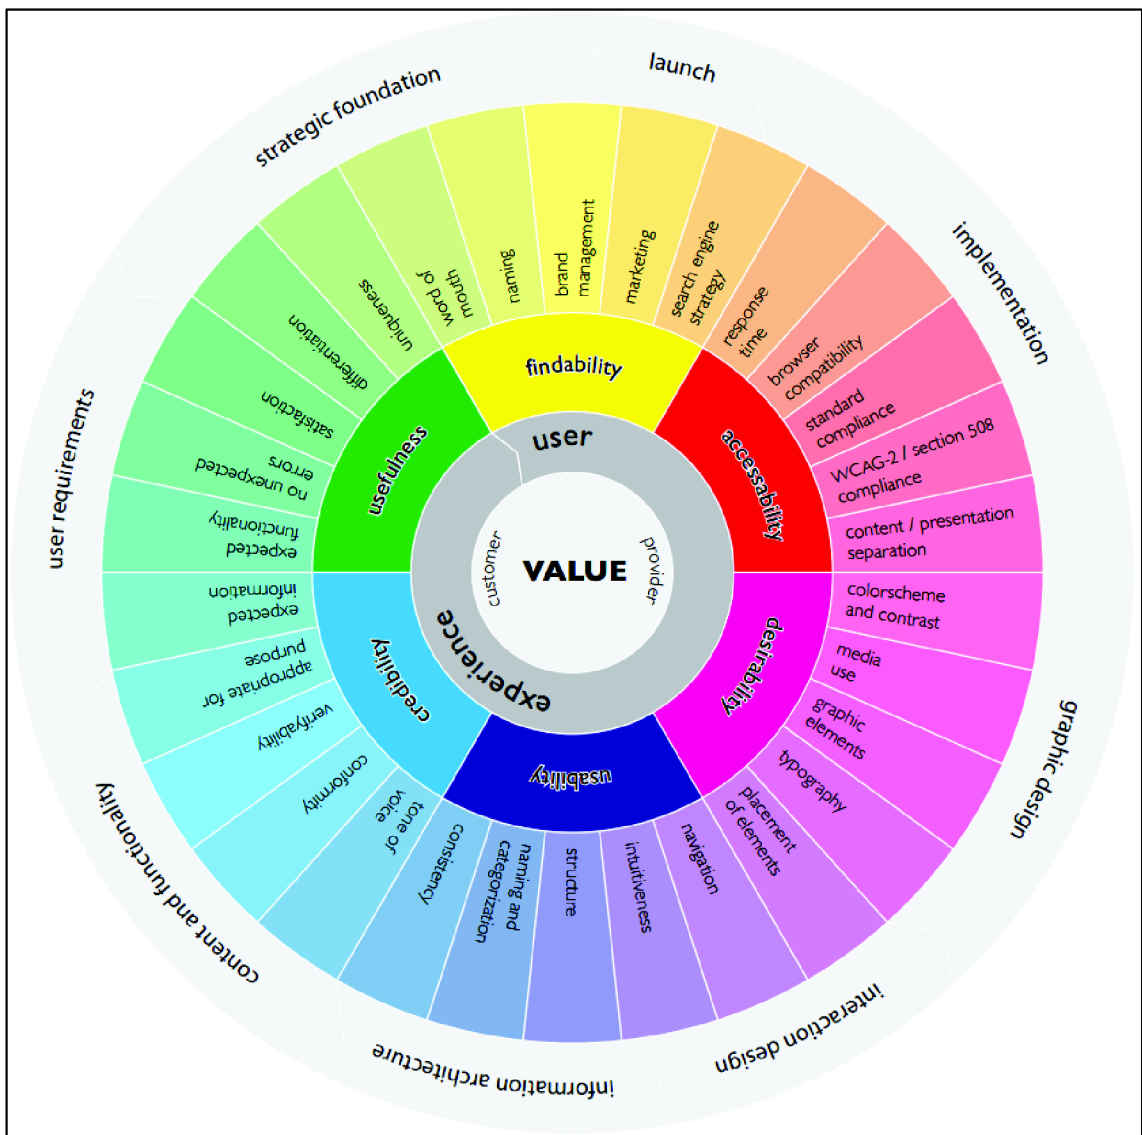 launch
implementation
graphic design
interaction design
information architecture
content and functionality
user requirements
strategic foundation
word of
mouth
naming
brand
management
marketing
search engine
strategy
response
time
browser
compatibility
standard
compliance
WCAG-2 / section 508
compliance
content / presentation
separation
colorscheme
and contrast
media
use
graphic
elements
typography
placement
of elements
navigation
intuitiveness
structure
naming and
categorization
consistency
tone of
voice
conformity
verifyability
appropriate for
purpose
expected
information
expected
functionality
no unexpected
errors
satisfaction
differentiation
uniqueness
findability
accessability
desirability
usability
credibility
usefulness
user
experience
customer
VALUE
provider